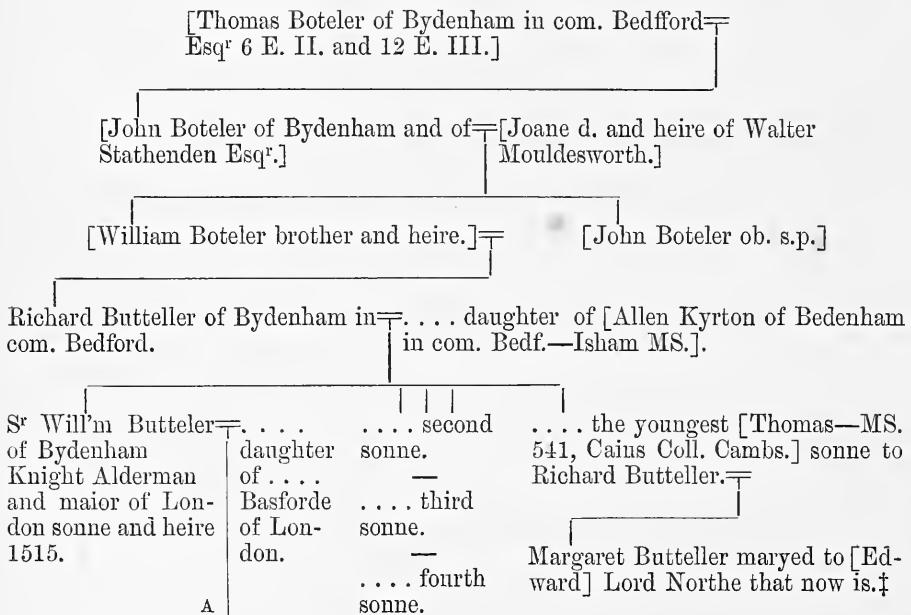 [Thomas Boteler of Bydenham in com. Bedfford
Esqʳ 6 E. II. and 12 E. III.]
[John Boteler of Bydenham and of
Stathenden Esqʳ.]
[Joane d. and heire of Walter
Mouldesworth.]
[William Boteler brother and heire.]
[John Boteler ob. s.p.]
Richard Butteller of Bydenham in
com. Bedford.
. . . . daughter of [Allen Kyrton of Bedenham
in com. Bedf.—Isham MS.].
Sʳ Will'm Butteler
of Bydenham
Knight Alderman
and maior of Lon-
don sonne and heire
1515.
. . . .
daughter
of . . . .
Basforde
of Lon-
don.
. . . . second
sonne.
—
. . . . third
sonne.
—
. . . . fourth
sonne.
. . . . the youngest [Thomas—MS.
541, Caius Coll. Cambs.] sonne to
Richard Butteller.
Margaret Butteller maryed to [Ed-
ward] Lord Northe that now is.‡
A